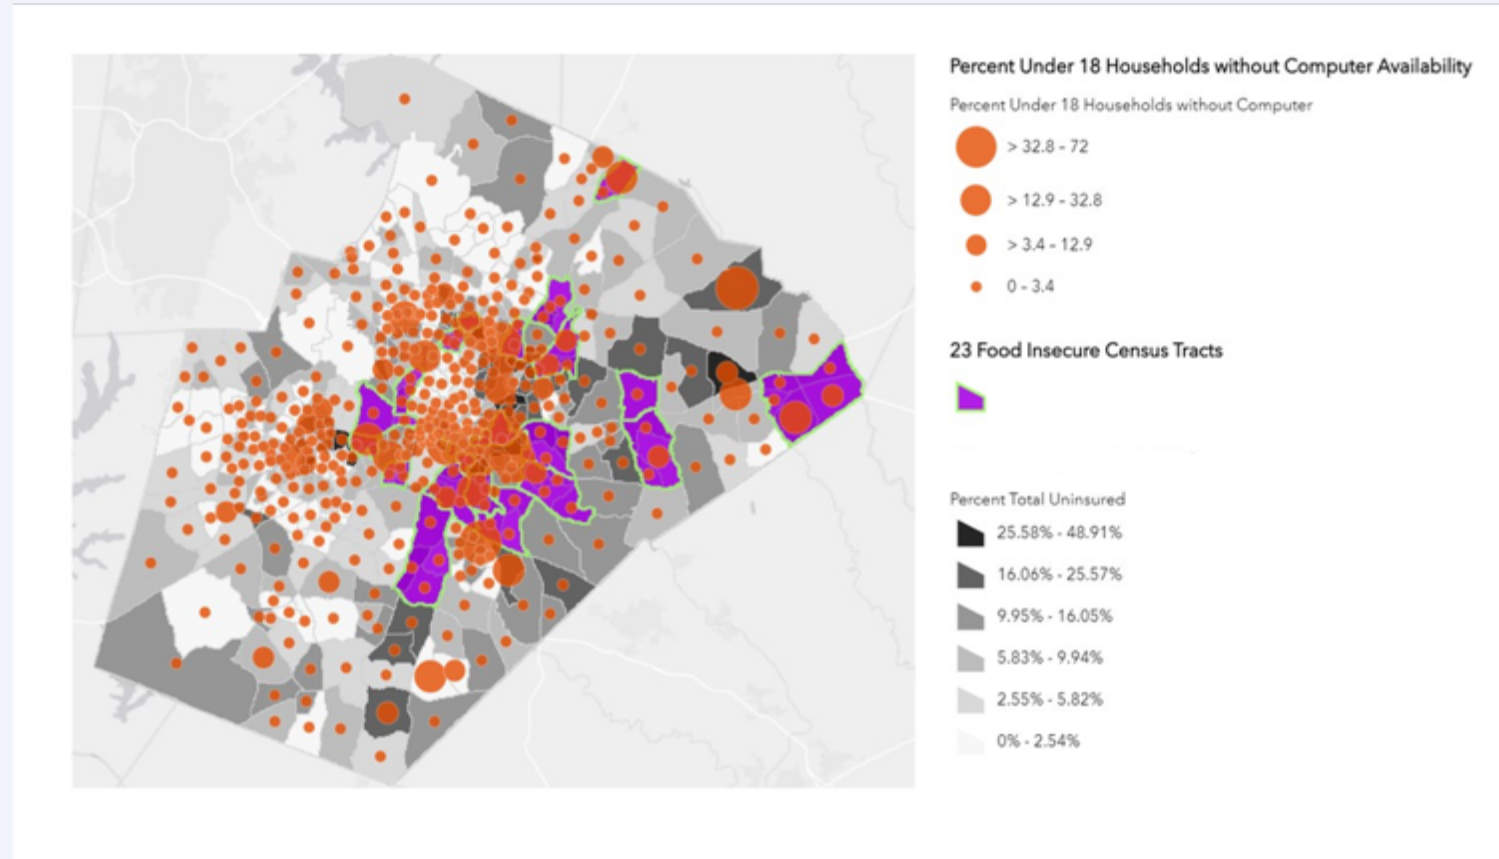 Percent Under 18 Households without Computer Availability
Percent Under 18 Households without Computer
> 32.8 - 72
> 12.9 - 32.8
> 3.4 - 12.9
0 - 3.4
23 Food Insecure Census Tracts
Percent Total Uninsured
25.58% - 48.91%
16.06% - 25.57%
9.95% - 16.05%
5.83% - 9.94%
2.55% - 5.82%
0% - 2.54%